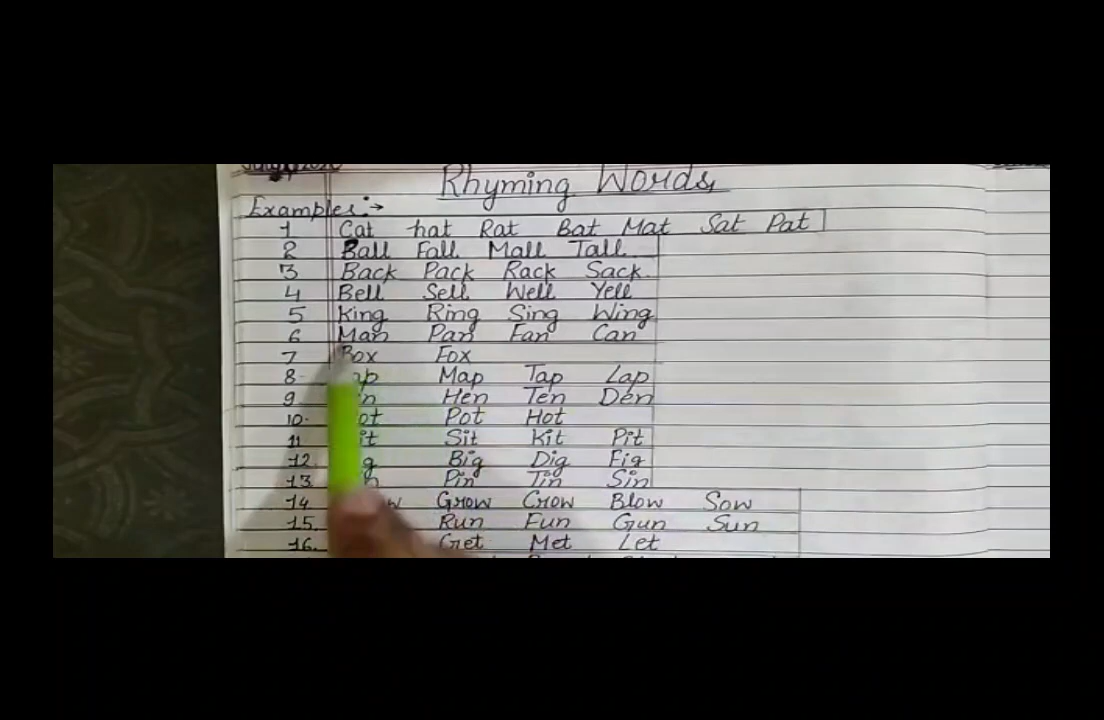 Rhyming Words
Examples:→
1 Cat hat Rat Bat Mat Sat Pat
2 Ball Fall Mall Tall
3 Back Pack Rack Sack
4 Bell Sell Well Yell
5 King Ring Sing Wing
6 Man Pan Fan Can
7 Box Fox
8 Map Tap Lap
9 Hen Ten Den
10. Pot Hot
11 Sit Kit Pit
12. Big Dig Fig
13. Pin Tin Sin
14 Grow Crow Blow Sow
15. Run Fun Gun Sun
16. Get Met Let